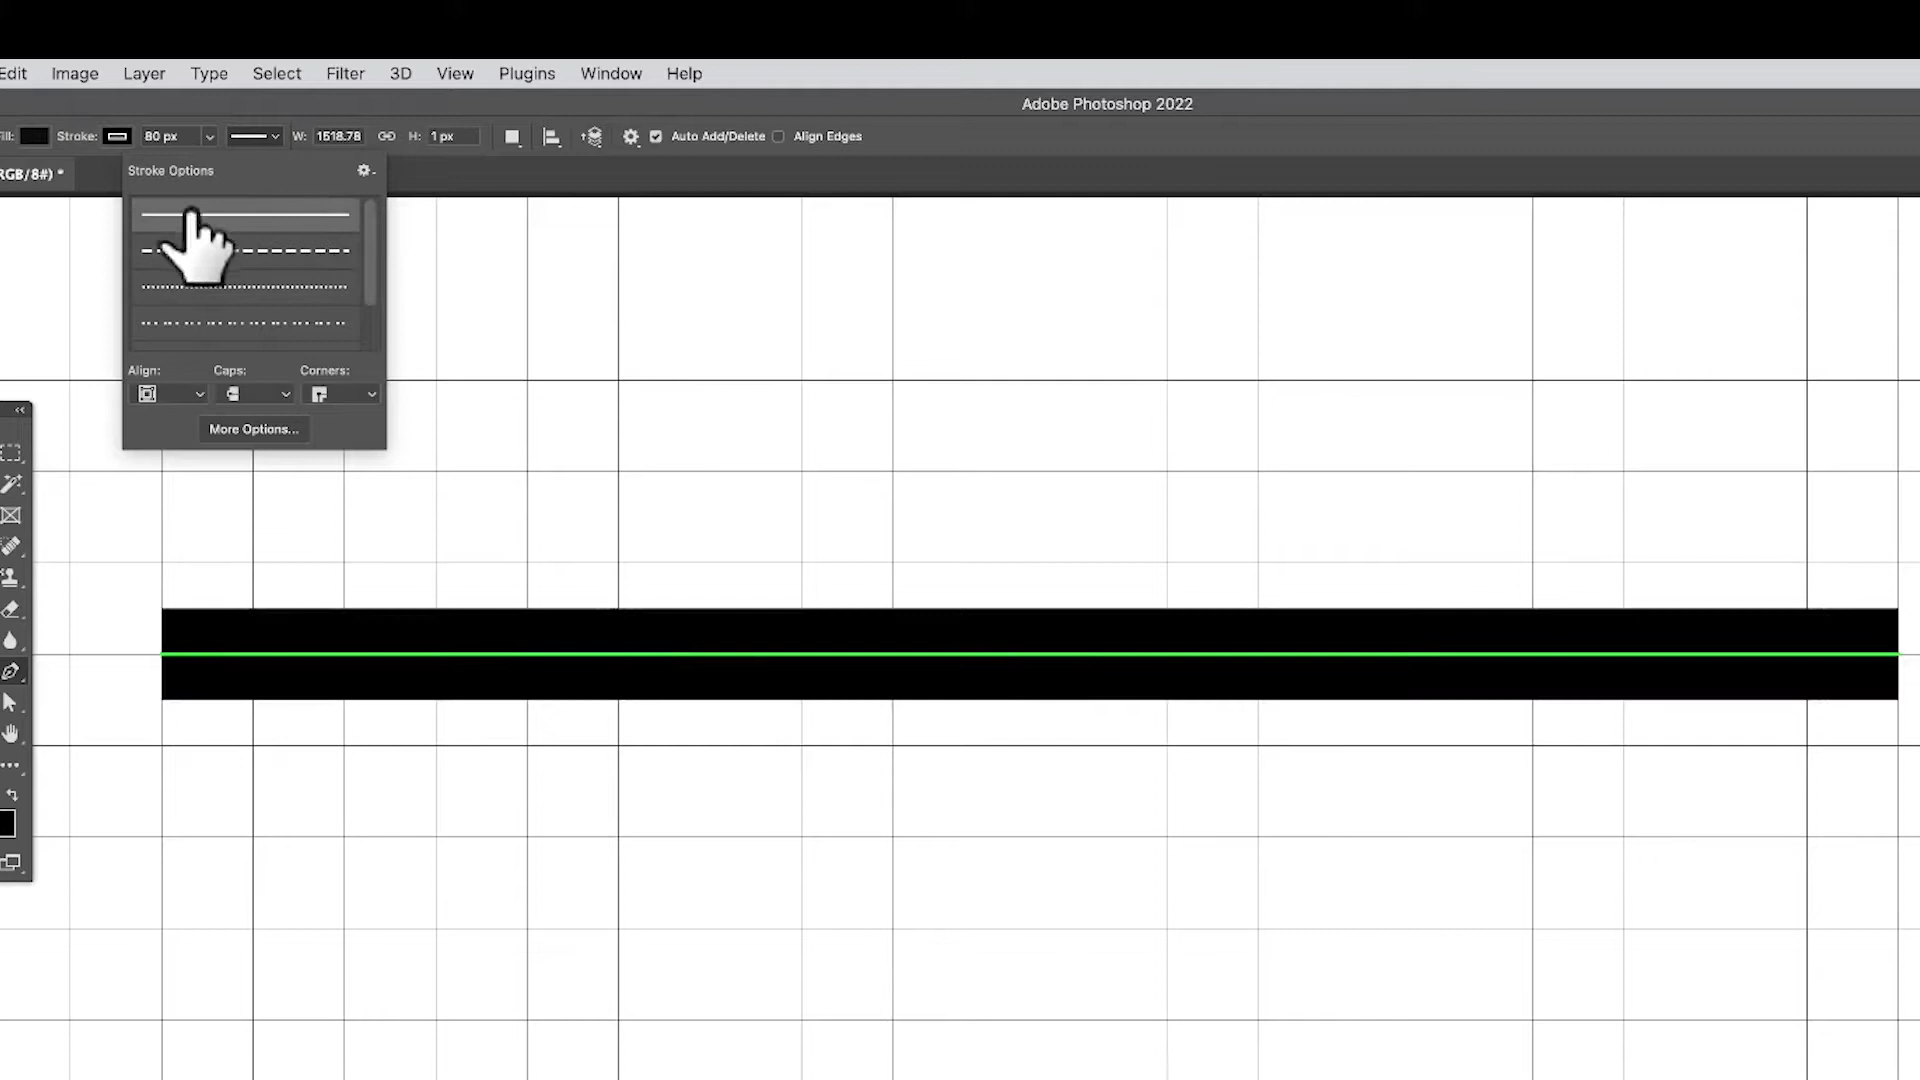 Edit Image Layer Type Select Filter 3D View Plugins Window Help
Adobe Photoshop 2022
ill: Stroke: 80 px W: 1518.78 H: 1 px Auto Add/Delete Align Edges
RGB/8#) *
Stroke Options
Align: Caps: Corners:
More Options...